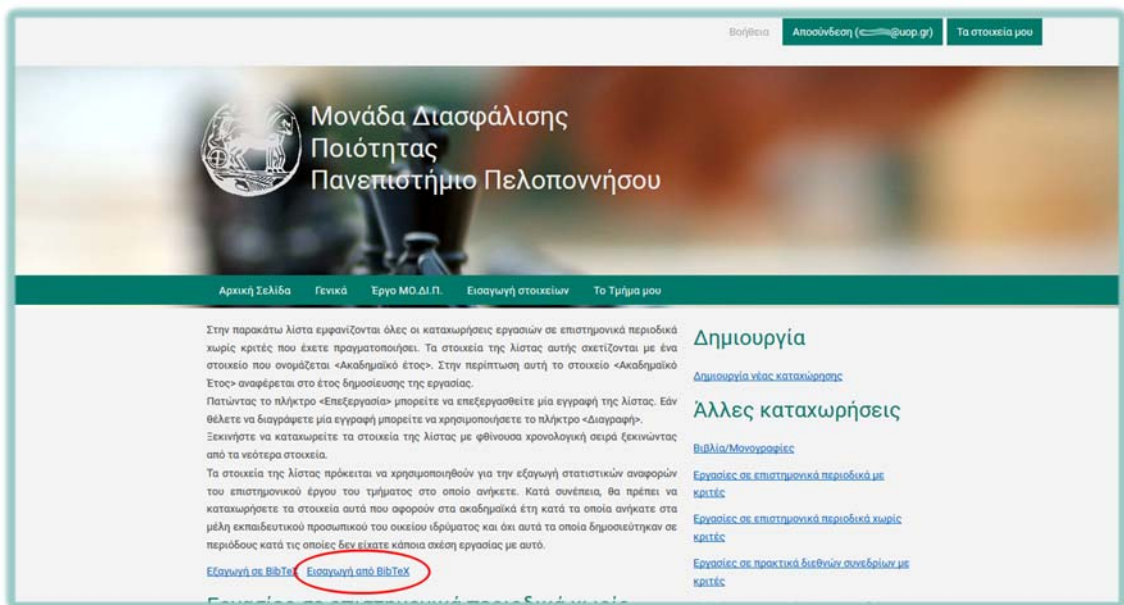 Βοήθεια
Αποσύνδεση ( @uop.gr)
Τα στοιχεία μου
Μονάδα Διασφάλισης
Ποιότητας
Πανεπιστήμιο Πελοποννήσου
Αρχική Σελίδα Γενικά Έργο ΜΟ.ΔΙ.Π. Εισαγωγή στοιχείων Το Τμήμα μου
Στην παρακάτω λίστα εμφανίζονται όλες οι καταχωρήσεις εργασιών σε επιστημονικά περιοδικά
χωρίς κριτές που έχετε πραγματοποιήσει. Τα στοιχεία της λίστας αυτής σχετίζονται με ένα
στοιχείο που ονομάζεται <Ακαδημαϊκό έτος>. Στην περίπτωση αυτή το στοιχείο <Ακαδημαϊκό
Έτος> αναφέρεται στο έτος δημοσίευσης της εργασίας.
Πατώντας το πλήκτρο <Επεξεργασία> μπορείτε να επεξεργασθείτε μία εγγραφή της λίστας. Εάν
θέλετε να διαγράψετε μία εγγραφή μπορείτε να χρησιμοποιήσετε το πλήκτρο <Διαγραφή>.
Ξεκινήστε να καταχωρείτε τα στοιχεία της λίστας με φθίνουσα χρονολογική σειρά ξεκινώντας
από τα νεότερα στοιχεία.
Τα στοιχεία της λίστας πρόκειται να χρησιμοποιηθούν για την εξαγωγή στατιστικών αναφορών
του επιστημονικού έργου του τμήματος στο οποίο ανήκετε. Κατά συνέπεια, θα πρέπει να
καταχωρήσετε τα στοιχεία αυτά που αφορούν στα ακαδημαϊκά έτη κατά τα οποία ανήκατε στα
μέλη εκπαιδευτικού προσωπικού του οικείου ιδρύματος και όχι αυτά τα οποία δημοσιεύτηκαν σε
περιόδους κατά τις οποίες δεν είχατε κάποια σχέση εργασίας με αυτό.
Εξαγωγή σε BibTeX Εισαγωγή από BibTeX
Εργασίες σε επιστημονικά περιοδικά χωρίς
Δημιουργία
Δημιουργία νέας καταχώρησης
Άλλες καταχωρήσεις
Βιβλία/Μονογραφίες
Εργασίες σε επιστημονικά περιοδικά με
κριτές
Εργασίες σε επιστημονικά περιοδικά χωρίς
κριτές
Εργασίες σε πρακτικά διεθνών συνεδρίων με
κριτές